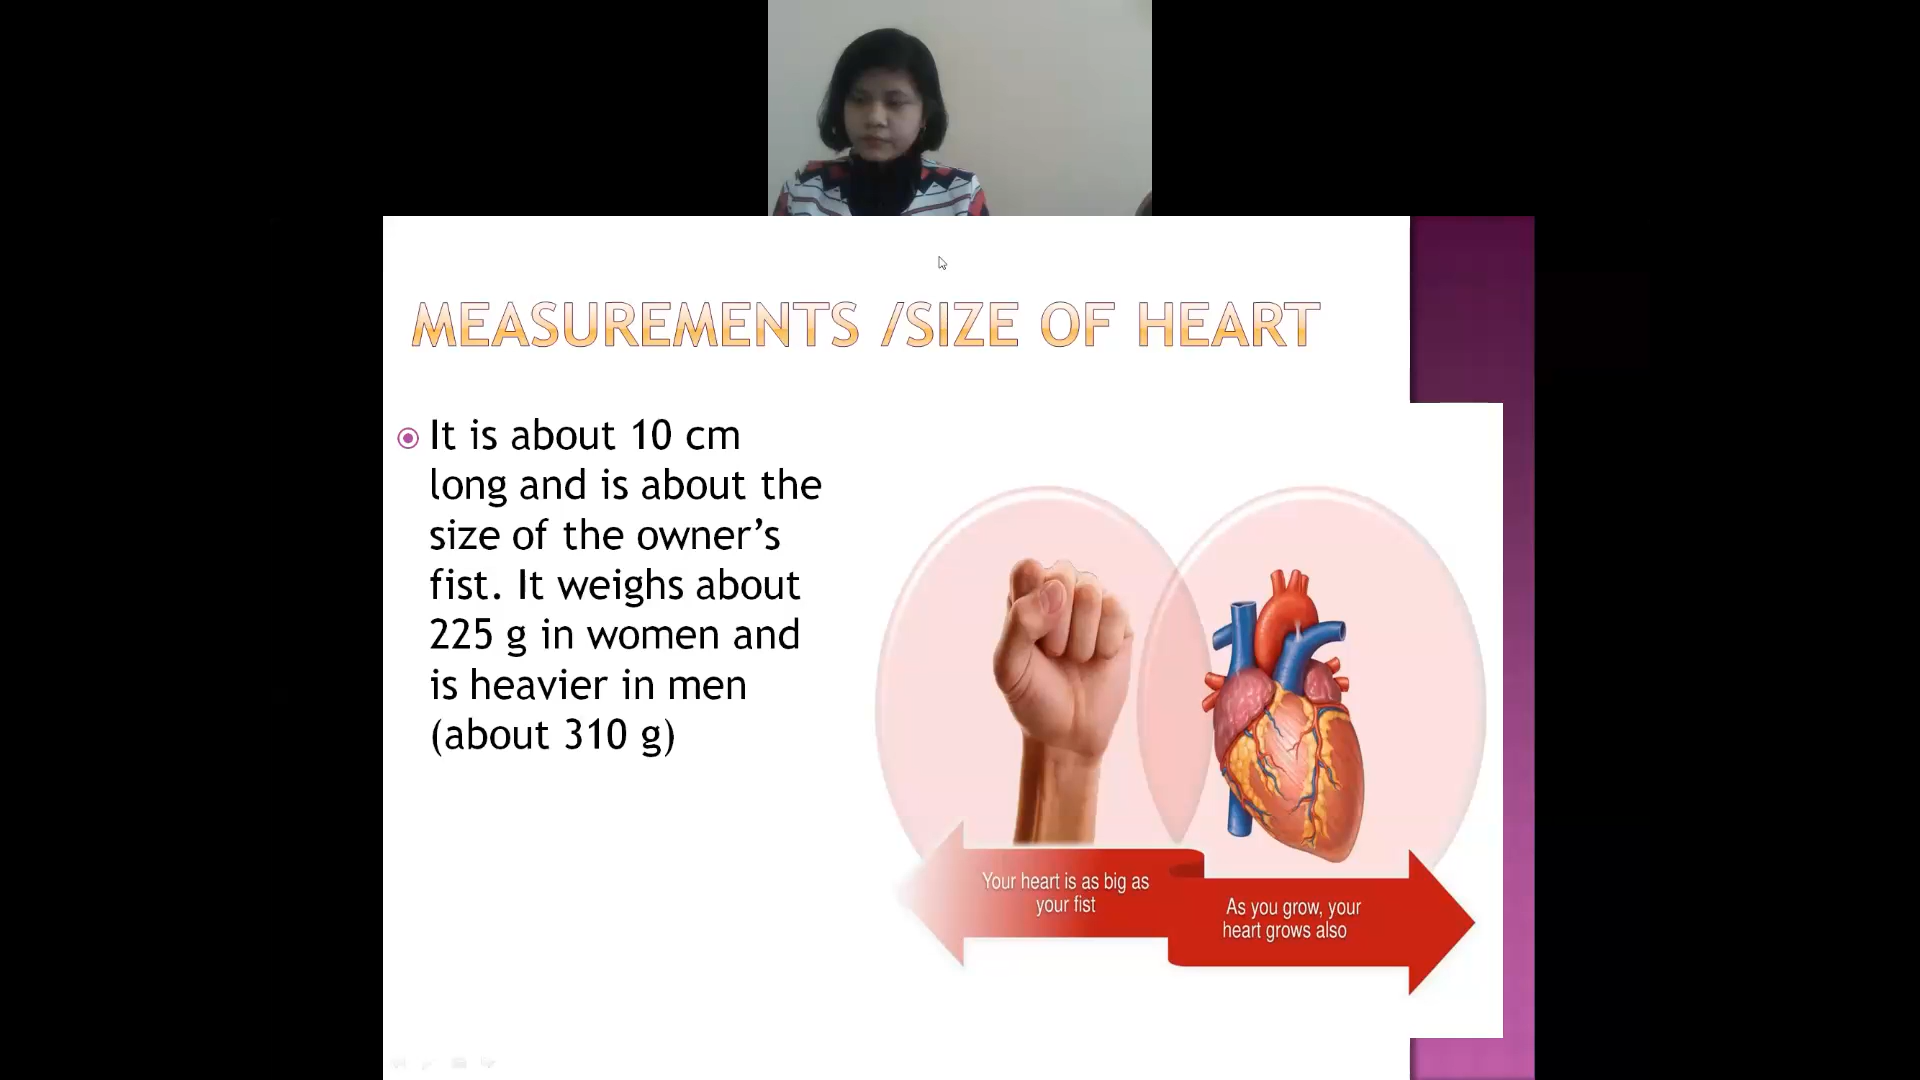 MEASUREMENTS /SIZE OF HEART
It is about 10 cm
long and is about the
size of the owner’s
fist. It weighs about
225 g in women and
is heavier in men
(about 310 g)
Your heart is as big as
your fist
As you grow, your
heart grows also